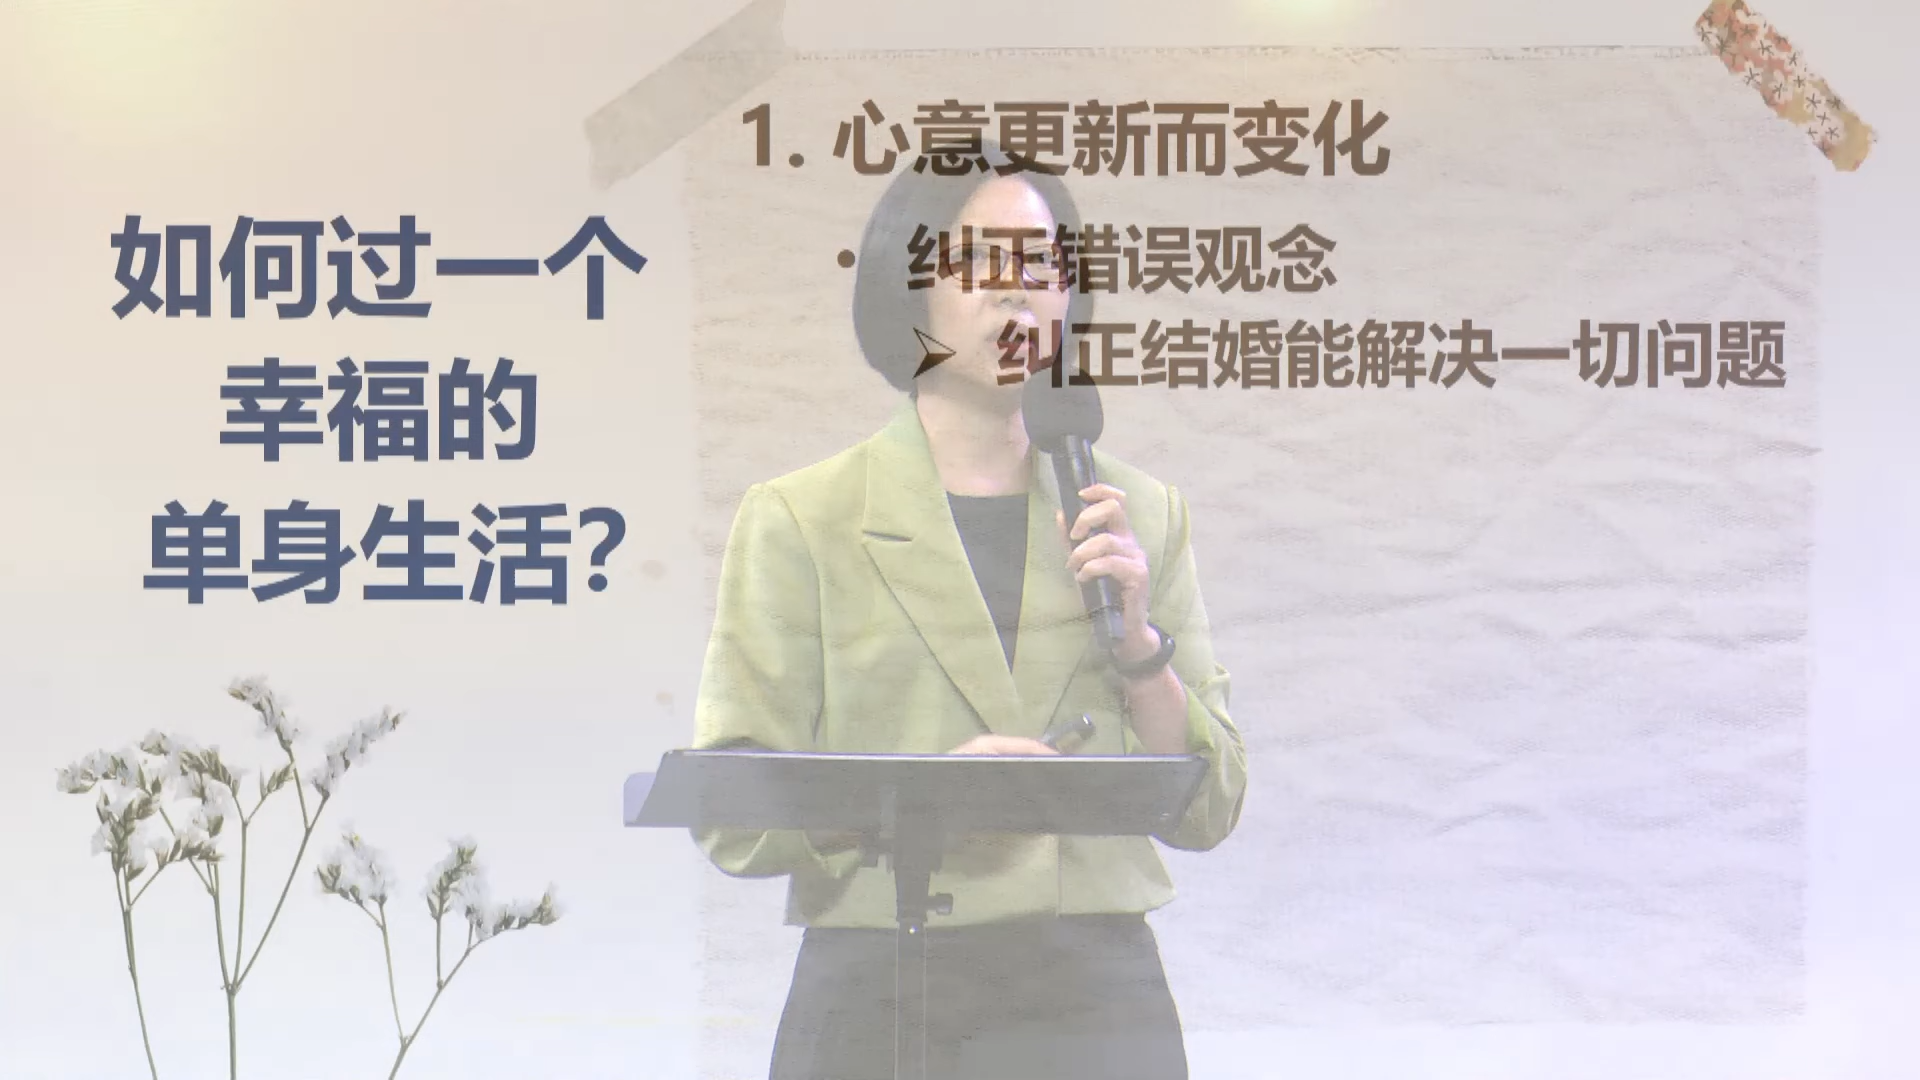 如何过一个
幸福的
单身生活？
1. 心意更新而变化
• 纠正错误观念
➢ 纠正结婚能解决一切问题